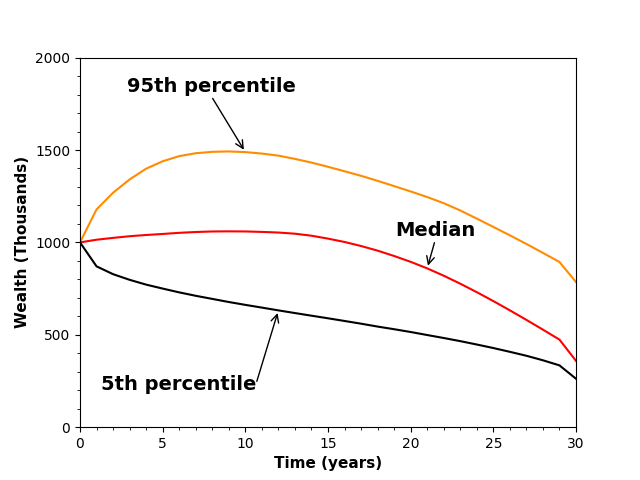 2000
95th percentile
1500
Median
1000
500
5th percentile
0
0 5 10 15 20 25 30
Time (years)
Wealth (Thousands)